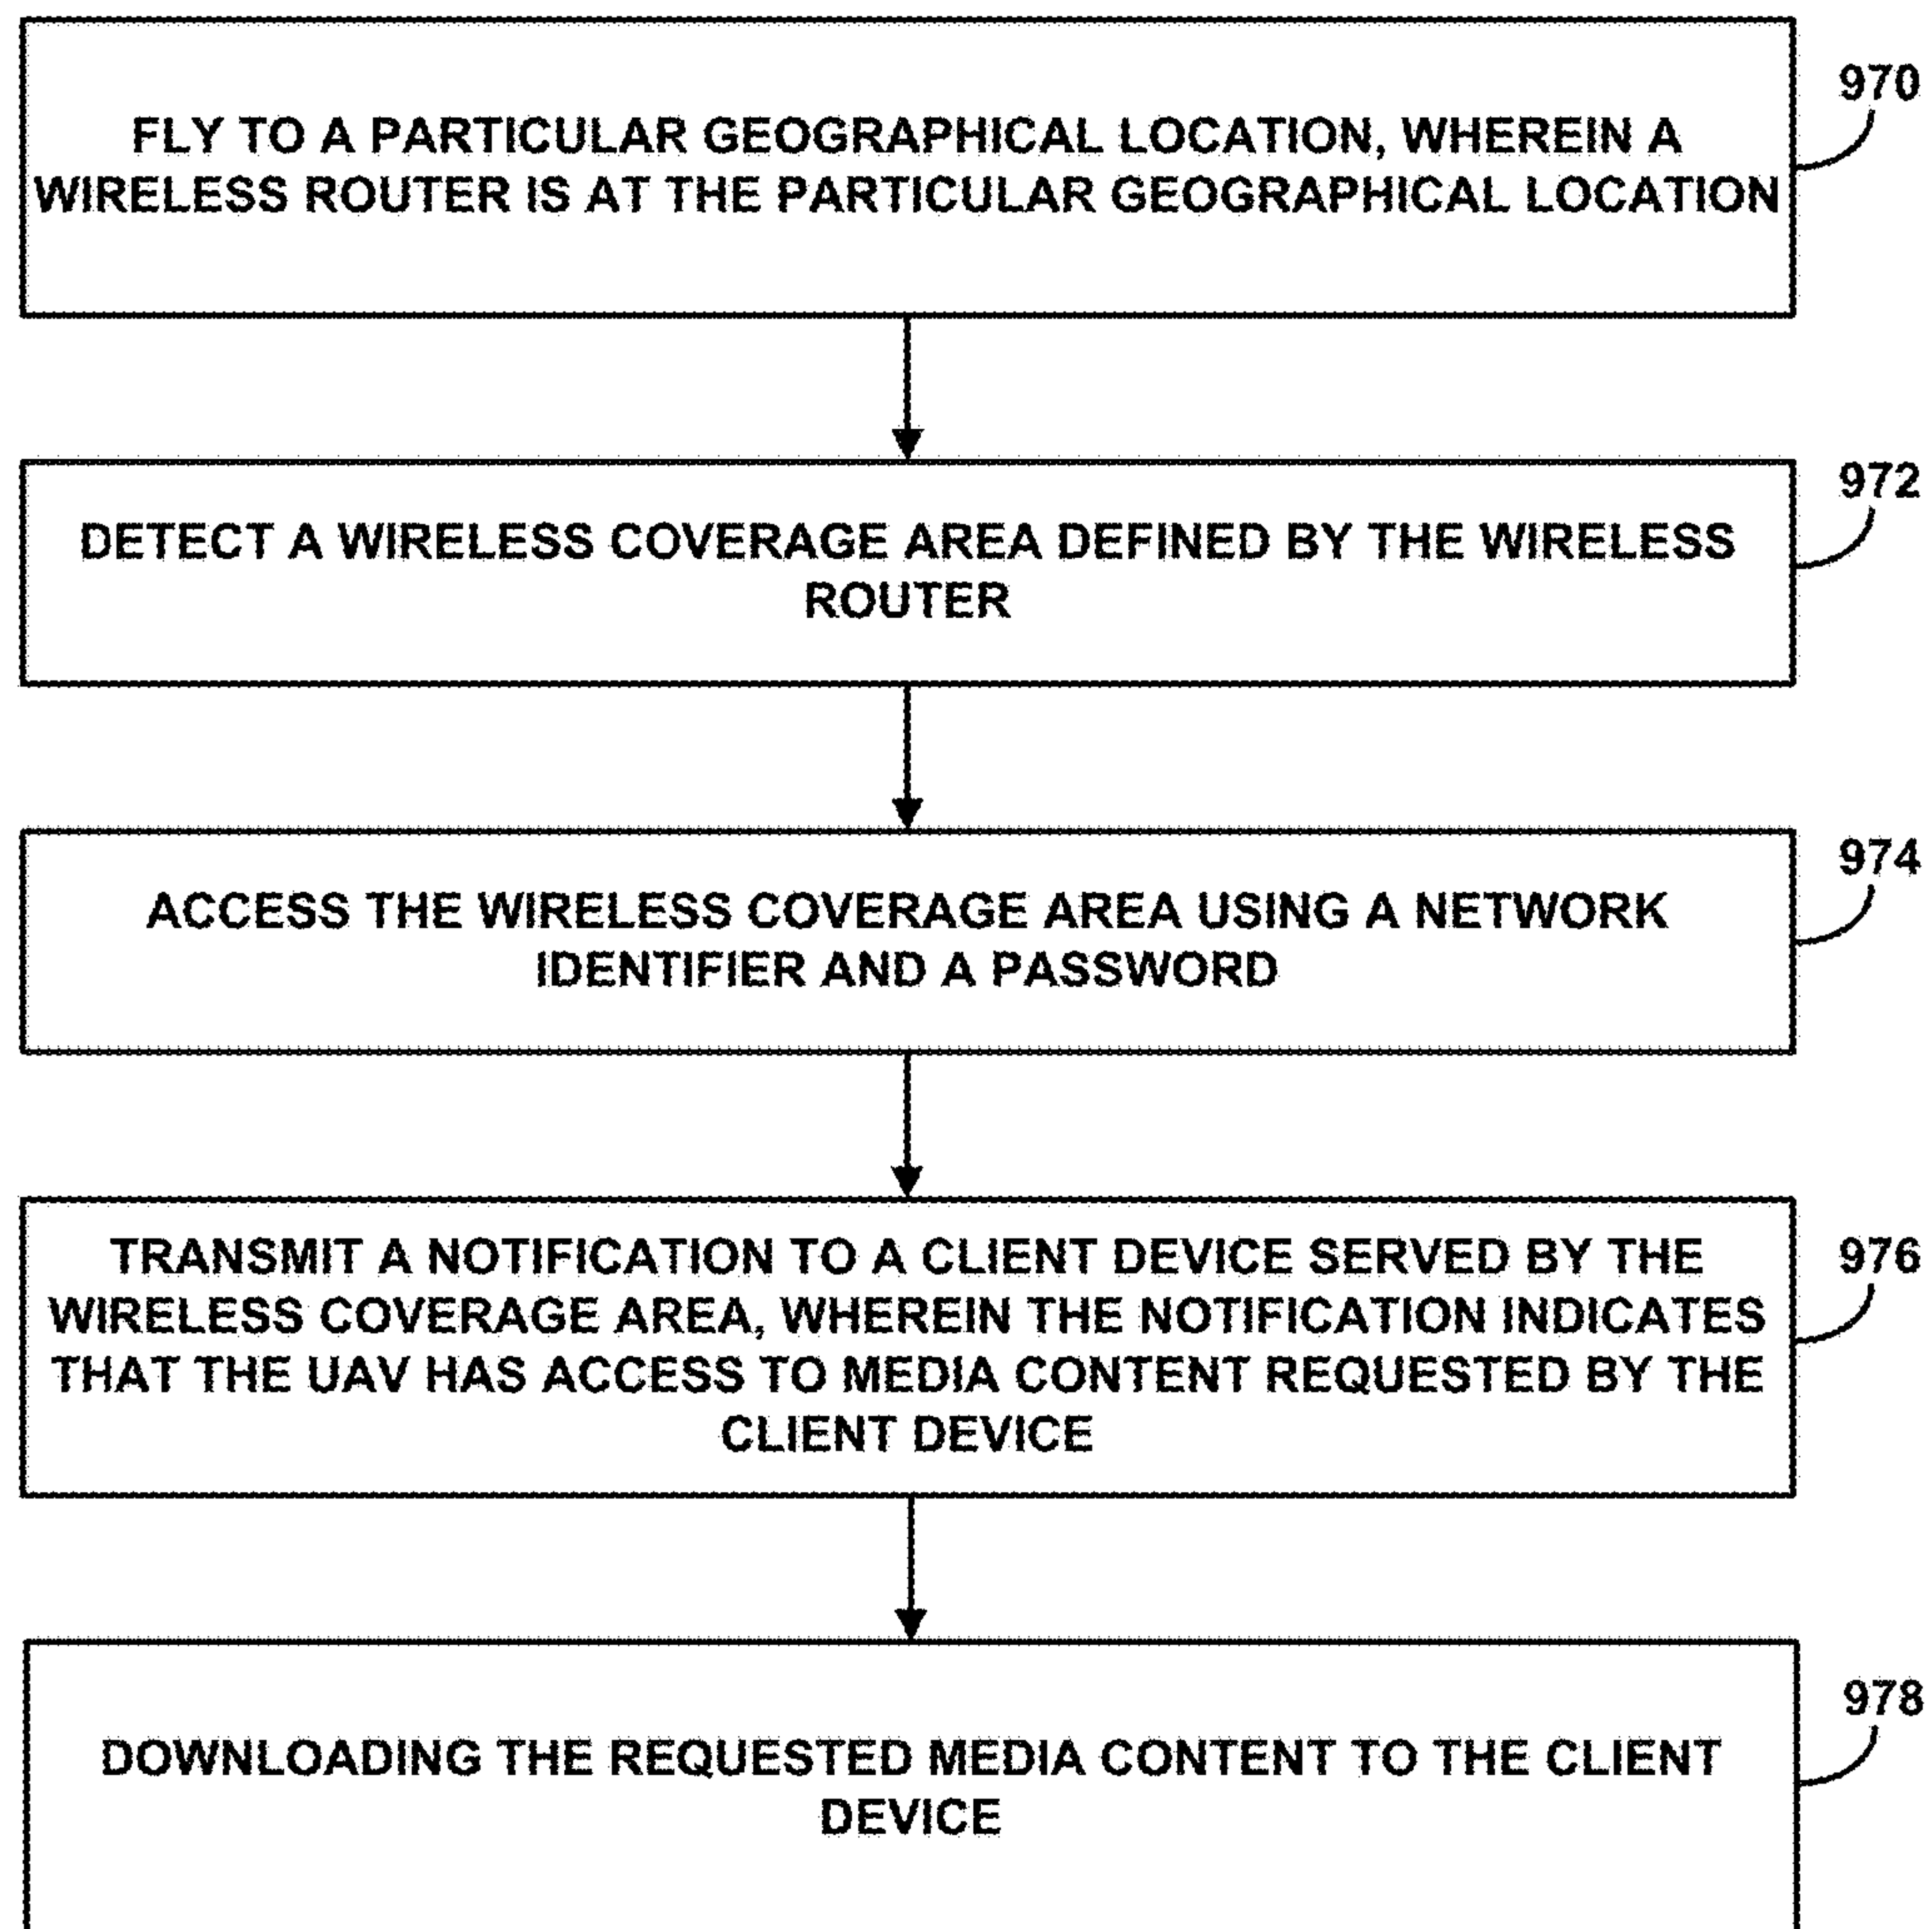 970
FLY TO A PARTICULAR GEOGRAPHICAL LOCATION, WHEREIN A
WIRELESS ROUTER IS AT THE PARTICULAR GEOGRAPHICAL LOCATION
972
DETECT A WIRELESS COVERAGE AREA DEFINED BY THE WIRELESS
ROUTER
974
ACCESS THE WIRELESS COVERAGE AREA USING A NETWORK
IDENTIFIER AND A PASSWORD
976
TRANSMIT A NOTIFICATION TO A CLIENT DEVICE SERVED BY THE
WIRELESS COVERAGE AREA, WHEREIN THE NOTIFICATION INDICATES
THAT THE UAV HAS ACCESS TO MEDIA CONTENT REQUESTED BY THE
CLIENT DEVICE
978
DOWNLOADING THE REQUESTED MEDIA CONTENT TO THE CLIENT
DEVICE